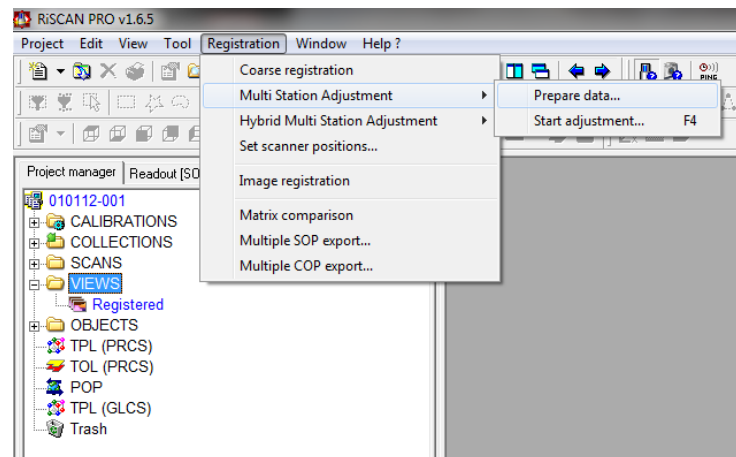 RiSCAN PRO v1.6.5
Project Edit View Tool Registration Window Help ?
Coarse registration
Multi Station Adjustment
Prepare data...
Hybrid Multi Station Adjustment
Start adjustment... F4
Set scanner positions...
Image registration
Matrix comparison
Multiple SOP export...
Multiple COP export...
PING
Project manager Readout [SO
010112-001
CALIBRATIONS
COLLECTIONS
SCANS
VIEWS
Registered
OBJECTS
TPL (PRCS)
TOL (PRCS)
POP
TPL (GLCS)
Trash